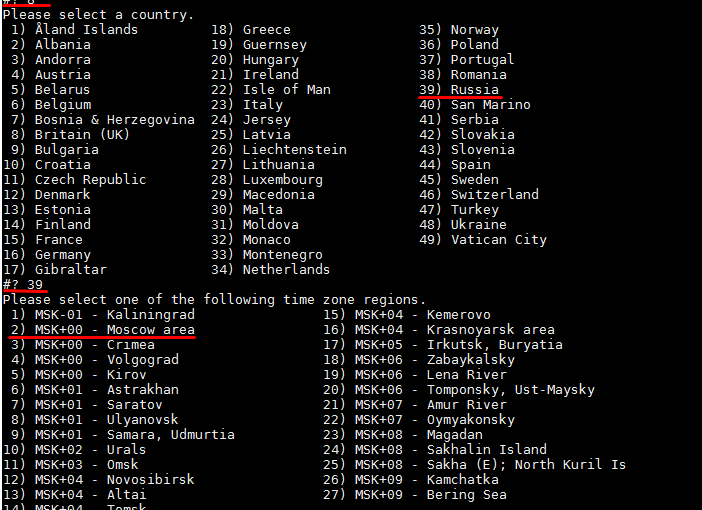 #? 8
Please select a country.
1) Åland Islands 18) Greece 35) Norway
2) Albania 19) Guernsey 36) Poland
3) Andorra 20) Hungary 37) Portugal
4) Austria 21) Ireland 38) Romania
5) Belarus 22) Isle of Man 39) Russia
6) Belgium 23) Italy 40) San Marino
7) Bosnia & Herzegovina 24) Jersey 41) Serbia
8) Britain (UK) 25) Latvia 42) Slovakia
9) Bulgaria 26) Liechtenstein 43) Slovenia
10) Croatia 27) Lithuania 44) Spain
11) Czech Republic 28) Luxembourg 45) Sweden
12) Denmark 29) Macedonia 46) Switzerland
13) Estonia 30) Malta 47) Turkey
14) Finland 31) Moldova 48) Ukraine
15) France 32) Monaco 49) Vatican City
16) Germany 33) Montenegro
17) Gibraltar 34) Netherlands
#? 39
Please select one of the following time zone regions.
1) MSK-01 - Kaliningrad 15) MSK+04 - Kemerovo
2) MSK+00 - Moscow area 16) MSK+04 - Krasnoyarsk area
3) MSK+00 - Crimea 17) MSK+05 - Irkutsk, Buryatia
4) MSK+00 - Volgograd 18) MSK+06 - Zabaykalsky
5) MSK+00 - Kirov 19) MSK+06 - Lena River
6) MSK+01 - Astrakhan 20) MSK+06 - Tomponsky, Ust-Maysky
7) MSK+01 - Saratov 21) MSK+07 - Amur River
8) MSK+01 - Ulyanovsk 22) MSK+07 - Oymyakonsky
9) MSK+01 - Samara, Udmurtia 23) MSK+08 - Magadan
10) MSK+02 - Urals 24) MSK+08 - Sakhalin Island
11) MSK+03 - Omsk 25) MSK+08 - Sakha (E); North Kuril Is
12) MSK+04 - Novosibirsk 26) MSK+09 - Kamchatka
13) MSK+04 - Altai 27) MSK+09 - Bering Sea
14) MSK+04 - Tomsk